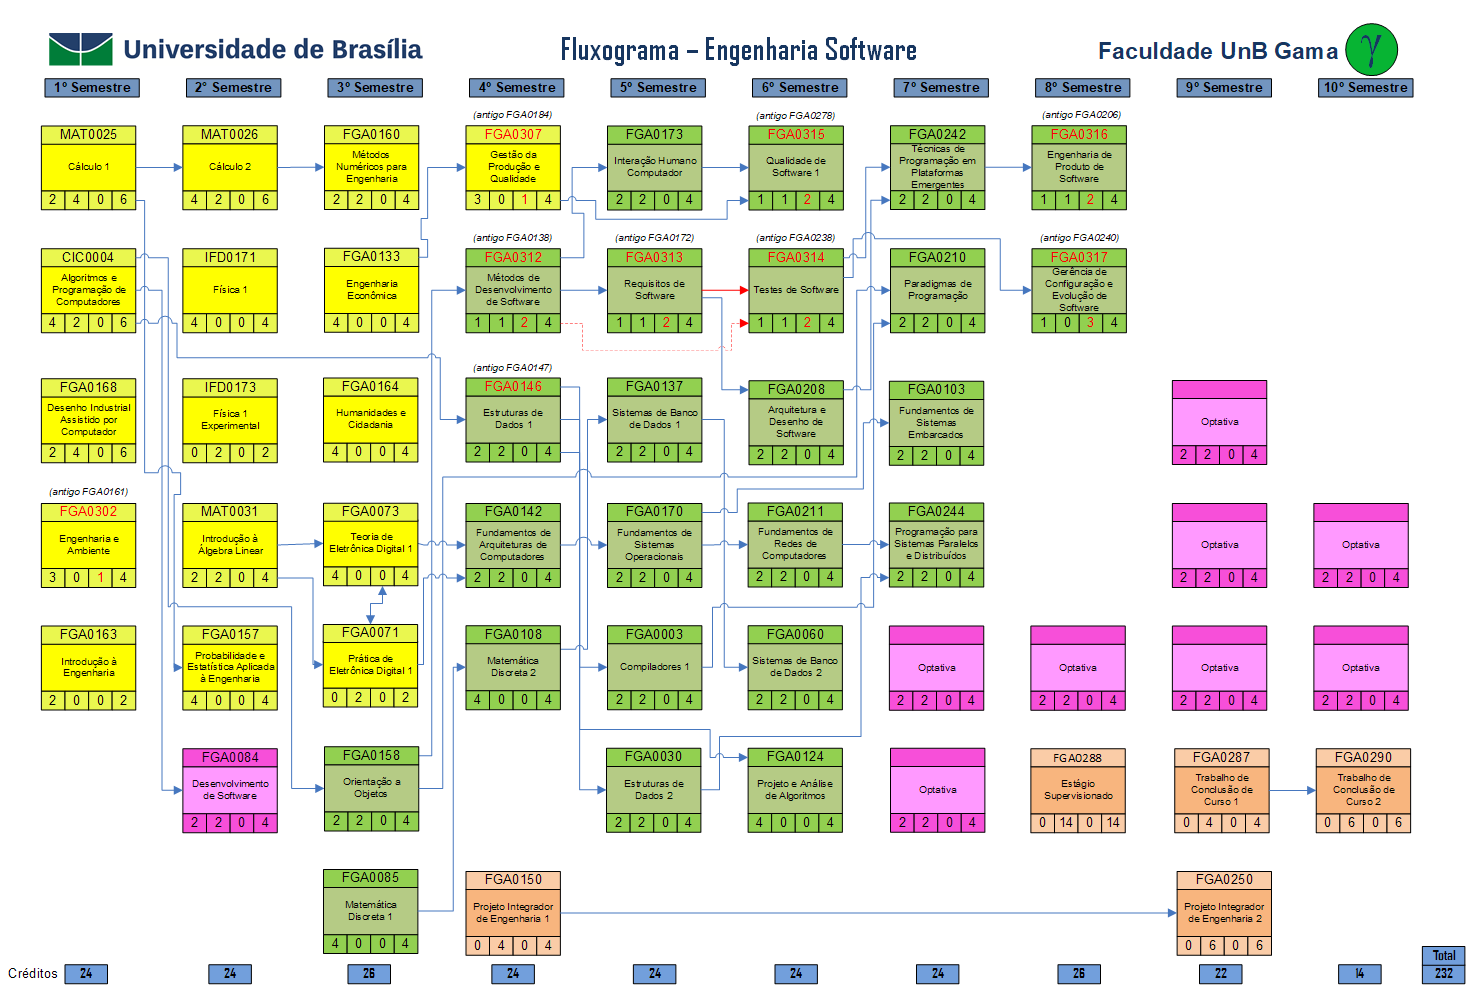 Universidade de Brasília
Fluxograma – Engenharia Software
Faculdade UnB Gama
γ
1º Semestre
2º Semestre
3º Semestre
4º Semestre
5º Semestre
6º Semestre
7º Semestre
8º Semestre
9º Semestre
10º Semestre
MAT0025
Cálculo 1
2 4 0 6
MAT0026
Cálculo 2
4 2 0 6
FGA0160
Métodos
Numéricos para
Engenharia
2 2 0 4
(antigo FGA0184)
FGA0307
Gestão da
Produção e
Qualidade
3 0 1 4
FGA0173
Interação Humano
Computador
2 2 0 4
(antigo FGA0278)
FGA0315
Qualidade de
Software 1
1 1 2 4
FGA0242
Técnicas de
Programação em
Plataformas
Emergentes
2 2 0 4
(antigo FGA0206)
FGA0316
Engenharia de
Produto de
Software
1 1 2 4
CIC0004
Algoritmos e
Programação de
Computadores
4 2 0 6
IFD0171
Física 1
4 0 0 4
FGA0133
Engenharia
Econômica
4 0 0 4
(antigo FGA0138)
FGA0312
Métodos de
Desenvolvimento
de Software
1 1 2 4
(antigo FGA0172)
FGA0313
Requisitos de
Software
1 1 2 4
(antigo FGA0238)
FGA0314
Testes de Software
1 1 2 4
FGA0210
Paradigmas de
Programação
2 2 0 4
(antigo FGA0240)
FGA0317
Gerência de
Configuração e
Evolução de
Software
1 0 3 4
FGA0168
Desenho Industrial
Assistido por
Computador
2 4 0 6
IFD0173
Física 1
Experimental
0 2 0 2
FGA0164
Humanidades e
Cidadania
4 0 0 4
(antigo FGA0147)
FGA0146
Estruturas de
Dados 1
2 2 0 4
FGA0137
Sistemas de Banco
de Dados 1
2 2 0 4
FGA0208
Arquitetura e
Desenho de
Software
2 2 0 4
FGA0103
Fundamentos de
Sistemas
Embarcados
2 2 0 4
Optativa
2 2 0 4
(antigo FGA0161)
FGA0302
Engenharia e
Ambiente
3 0 1 4
MAT0031
Introdução à
Álgebra Linear
2 2 0 4
FGA0073
Teoria de
Eletrônica Digital 1
4 0 0 4
FGA0142
Fundamentos de
Arquiteturas de
Computadores
2 2 0 4
FGA0170
Fundamentos de
Sistemas
Operacionais
2 2 0 4
FGA0211
Fundamentos de
Redes de
Computadores
2 2 0 4
FGA0244
Programação para
Sistemas Paralelos
e Distribuídos
2 2 0 4
Optativa
2 2 0 4
Optativa
2 2 0 4
FGA0163
Introdução à
Engenharia
2 0 0 2
FGA0157
Probabilidade e
Estatística Aplicada
à Engenharia
4 0 0 4
FGA0071
Prática de
Eletrônica Digital 1
0 2 0 2
FGA0108
Matemática
Discreta 2
4 0 0 4
FGA0003
Compiladores 1
2 2 0 4
FGA0060
Sistemas de Banco
de Dados 2
2 2 0 4
Optativa
2 2 0 4
Optativa
2 2 0 4
Optativa
2 2 0 4
Optativa
2 2 0 4
FGA0084
Desenvolvimento
de Software
2 2 0 4
FGA0158
Orientação a
Objetos
2 2 0 4
FGA0030
Estruturas de
Dados 2
2 2 0 4
FGA0124
Projeto e Análise
de Algoritmos
4 0 0 4
Optativa
2 2 0 4
FGA0288
Estágio
Supervisionado
0 14 0 14
FGA0287
Trabalho de
Conclusão de
Curso 1
0 4 0 4
FGA0290
Trabalho de
Conclusão de
Curso 2
0 6 0 6
FGA0085
Matemática
Discreta 1
4 0 0 4
FGA0150
Projeto Integrador
de Engenharia 1
0 4 0 4
FGA0250
Projeto Integrador
de Engenharia 2
0 6 0 6
Créditos
24
24
26
24
24
24
24
26
22
14
Total
232